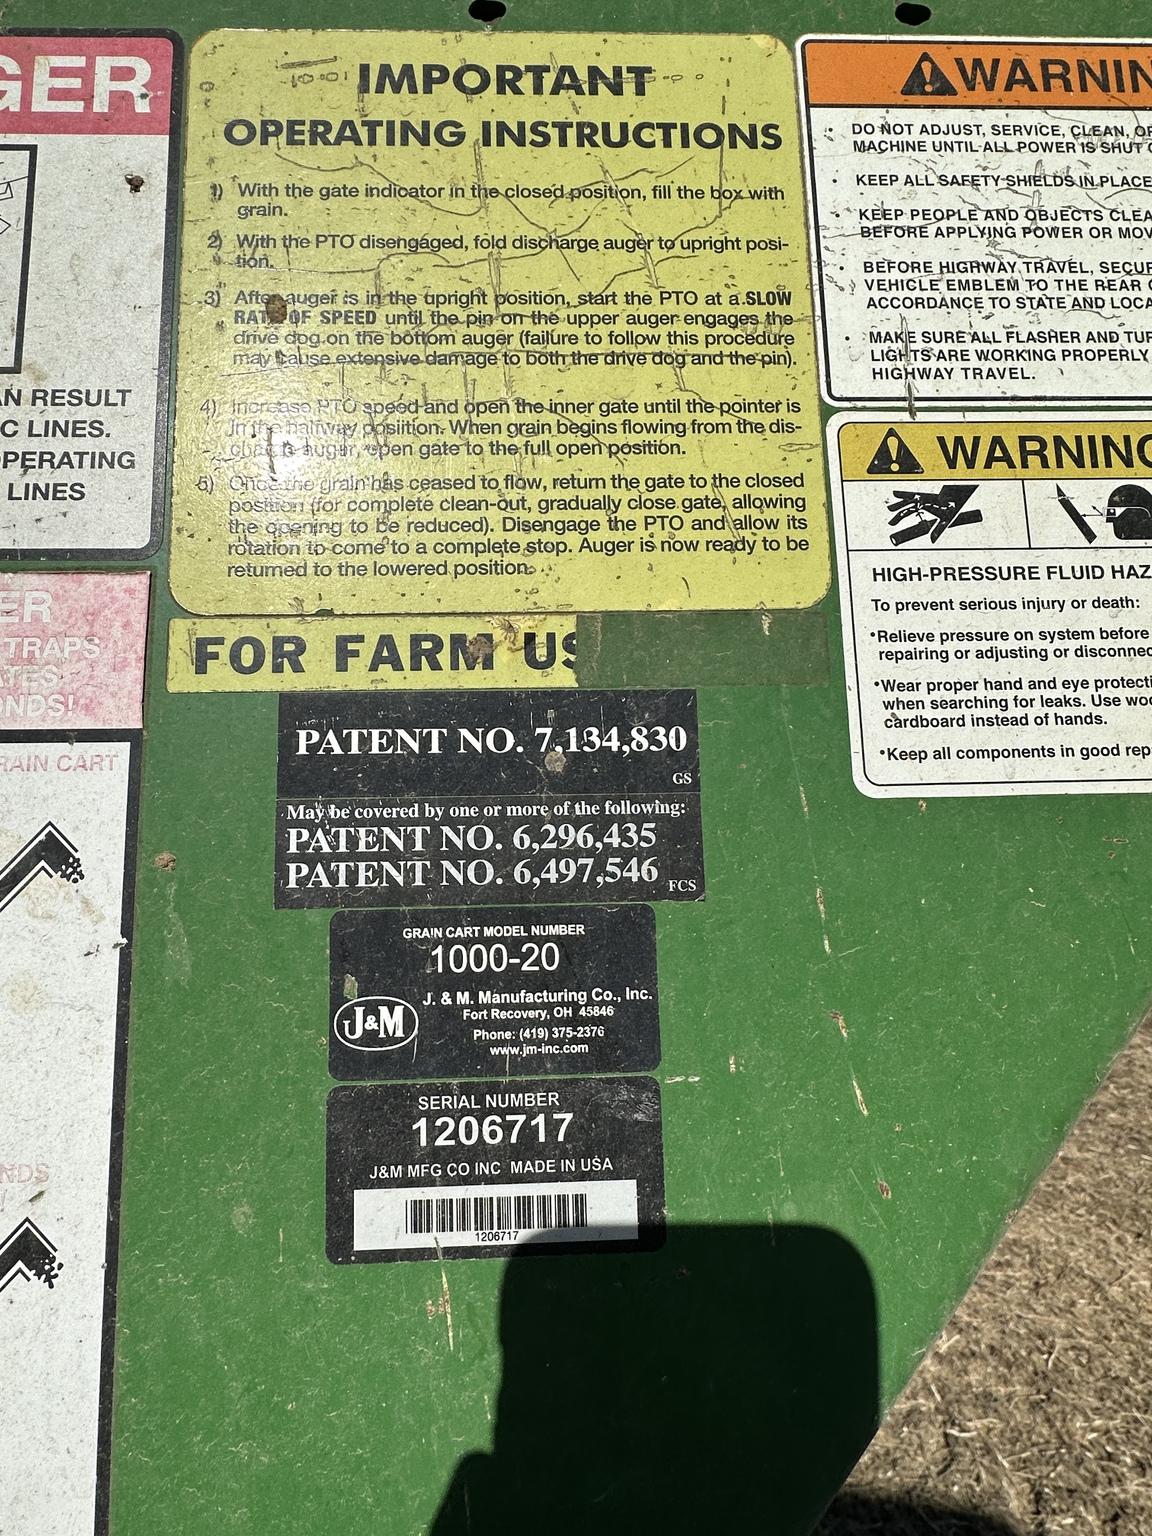 GER
AN RESULT
C LINES.
OPERATING
LINES
ER
TRAPS
ATES
ONDS!
RAIN CART
NDS
!
IMPORTANT
OPERATING INSTRUCTIONS
1) With the gate indicator in the closed position, fill the box with
grain.
2) With the PTO disengaged, fold discharge auger to upright posi-
tion.
3) After auger is in the upright position, start the PTO at a SLOW
RATE OF SPEED until the pin on the upper auger engages the
drive dog on the bottom auger (failure to follow this procedure
may cause extensive damage to both the drive dog and the pin).
4) Increase PTO speed and open the inner gate until the pointer is
in the halfway posiition. When grain begins flowing from the dis-
charge auger, open gate to the full open position.
5) Once the grain has ceased to flow, return the gate to the closed
position (for complete clean-out, gradually close gate, allowing
the opening to be reduced). Disengage the PTO and allow its
rotation to come to a complete stop. Auger is now ready to be
returned to the lowered position.
FOR FARM US
PATENT NO. 7,134,830
GS
May be covered by one or more of the following:
PATENT NO. 6,296,435
PATENT NO. 6,497,546
FCS
GRAIN CART MODEL NUMBER
1000-20
J&M
J. & M. Manufacturing Co., Inc.
Fort Recovery, OH 45846
Phone: (419) 375-2376
www.jm-inc.com
SERIAL NUMBER
1206717
J&M MFG CO INC MADE IN USA
1206717
WARNIN
• DO NOT ADJUST, SERVICE, CLEAN, OR
MACHINE UNTIL ALL POWER IS SHUT O
• KEEP ALL SAFETY SHIELDS IN PLACE
• KEEP PEOPLE AND OBJECTS CLEA
BEFORE APPLYING POWER OR MOV
• BEFORE HIGHWAY TRAVEL, SECUR
VEHICLE EMBLEM TO THE REAR O
ACCORDANCE TO STATE AND LOCA
• MAKE SURE ALL FLASHER AND TUR
LIGHTS ARE WORKING PROPERLY
HIGHWAY TRAVEL.
WARNING
HIGH-PRESSURE FLUID HAZ
To prevent serious injury or death:
•Relieve pressure on system before
repairing or adjusting or disconnec
•Wear proper hand and eye protecti
when searching for leaks. Use woo
cardboard instead of hands.
•Keep all components in good rep